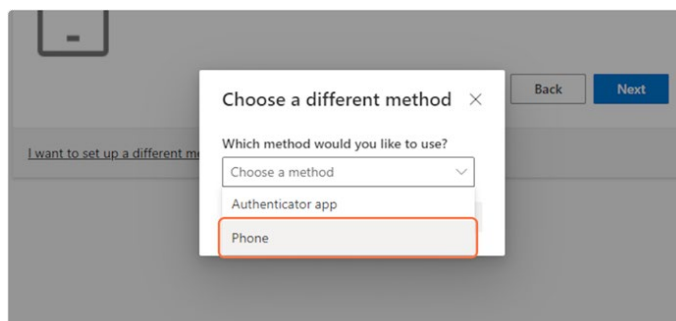 Choose a different method
Back
Next
Which method would you like to use?
I want to set up a different me
Choose a method
Authenticator app
Phone